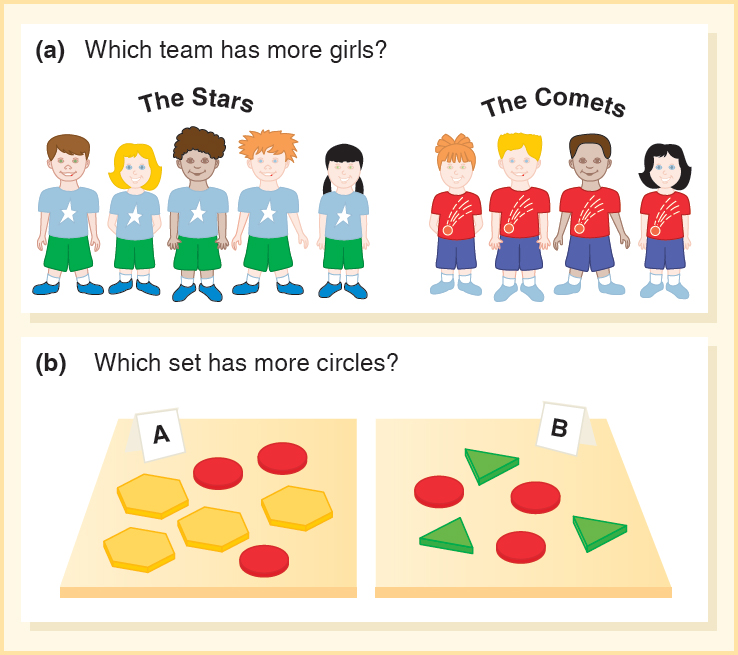 (a) Which team has more girls?
The Stars
The Comets
(b) Which set has more circles?
A
B